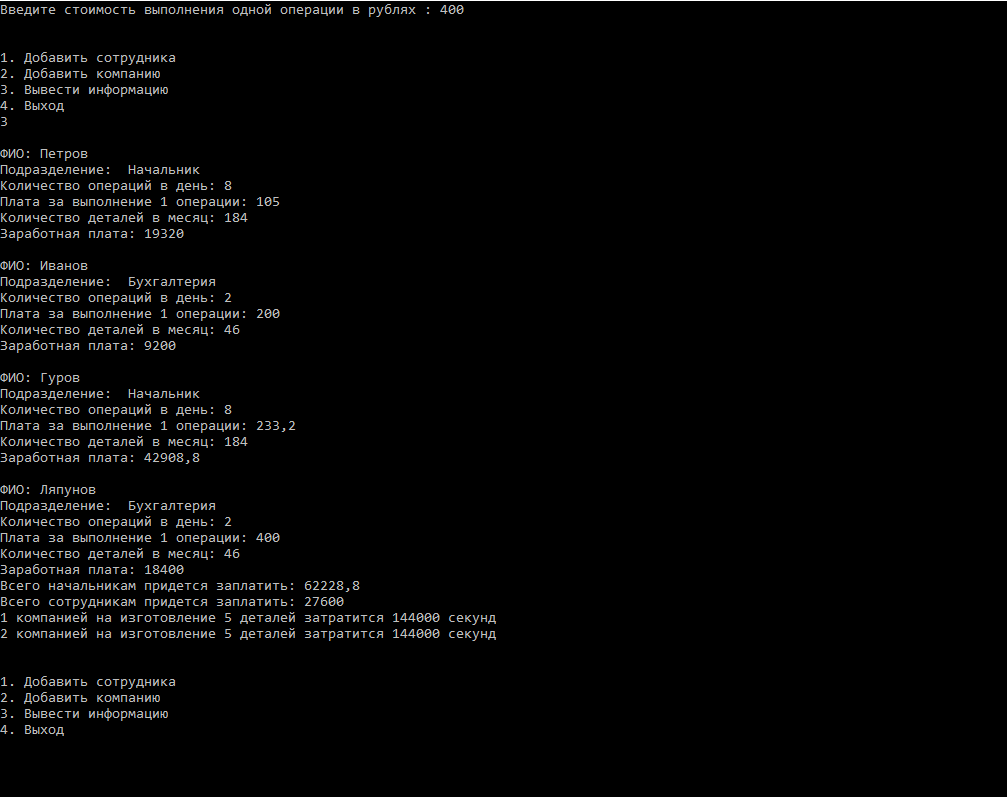 Введите стоимость выполнения одной операции в рублях : 400
1. Добавить сотрудника
2. Добавить компанию
3. Вывести информацию
4. Выход
3
ФИО: Петров
Подразделение:  Начальник
Количество операций в день: 8
Плата за выполнение 1 операции: 105
Количество деталей в месяц: 184
Заработная плата: 19320
ФИО: Иванов
Подразделение:  Бухгалтерия
Количество операций в день: 2
Плата за выполнение 1 операции: 200
Количество деталей в месяц: 46
Заработная плата: 9200
ФИО: Гуров
Подразделение:  Начальник
Количество операций в день: 8
Плата за выполнение 1 операции: 233,2
Количество деталей в месяц: 184
Заработная плата: 42908,8
ФИО: Ляпунов
Подразделение:  Бухгалтерия
Количество операций в день: 2
Плата за выполнение 1 операции: 400
Количество деталей в месяц: 46
Заработная плата: 18400
Всего начальникам придется заплатить: 62228,8
Всего сотрудникам придется заплатить: 27600
1 компанией на изготовление 5 деталей затратится 144000 секунд
2 компанией на изготовление 5 деталей затратится 144000 секунд
1. Добавить сотрудника
2. Добавить компанию
3. Вывести информацию
4. Выход